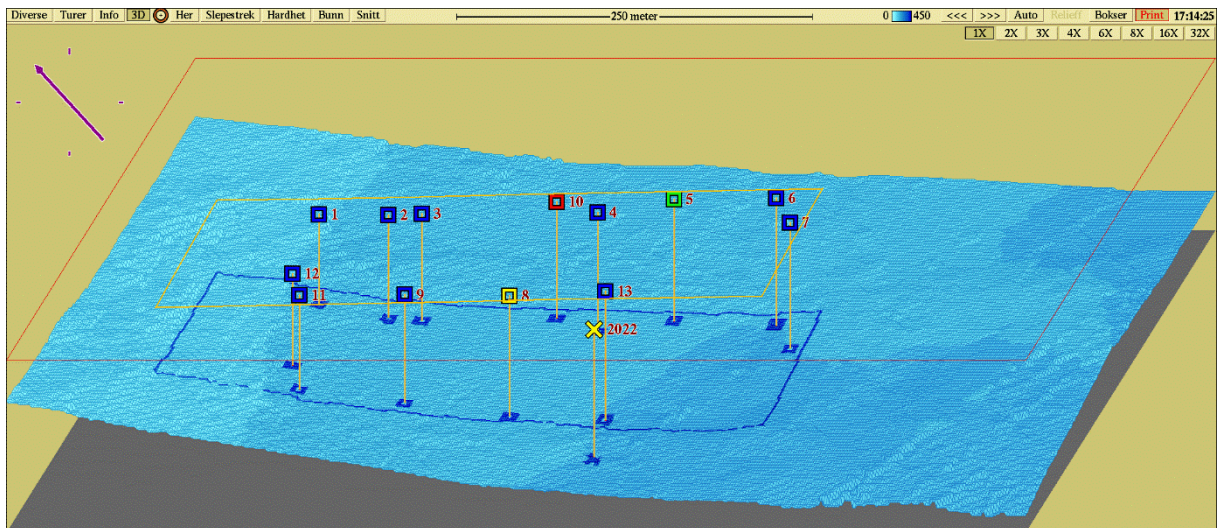 Diverse Turer Info 3D Her Slepestrek Hardhet Bunn Snitt 250 meter 0 450 <<< >>> Auto Relieff Bokser Print 17:14:25
1X 2X 3X 4X 6X 8X 16X 32X
10 5 6
1 2 3 4 7
12
11 9 8 13
2022